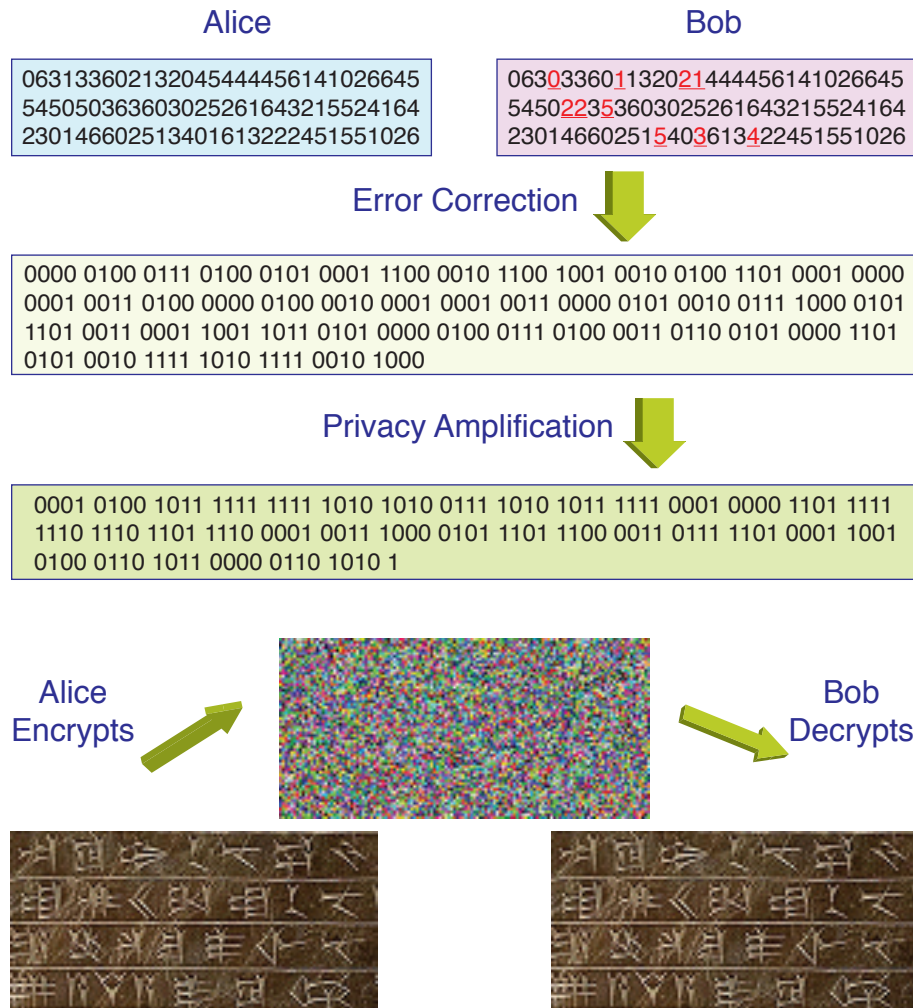 Alice
Bob
063133602132045444456141026645
545050363603025261643215524164
230146602513401613222451551026
063033601132021444456141026645
545022353603025261643215524164
230146602515403613422451551026
Error Correction
0000 0100 0111 0100 0101 0001 1100 0010 1100 1001 0010 0100 1101 0001 0000
0001 0011 0100 0000 0100 0010 0001 0001 0011 0000 0101 0010 0111 1000 0101
1101 0011 0001 1001 1011 0101 0000 0100 0111 0100 0011 0110 0101 0000 1101
0101 0010 1111 1010 1111 0010 1000
Privacy Amplification
0001 0100 1011 1111 1111 1010 1010 0111 1010 1011 1111 0001 0000 1101 1111
1110 1110 1101 1110 0001 0011 1000 0101 1101 1100 0011 0111 1101 0001 1001
0100 0110 1011 0000 0110 1010 1
Alice
Encrypts
Bob
Decrypts